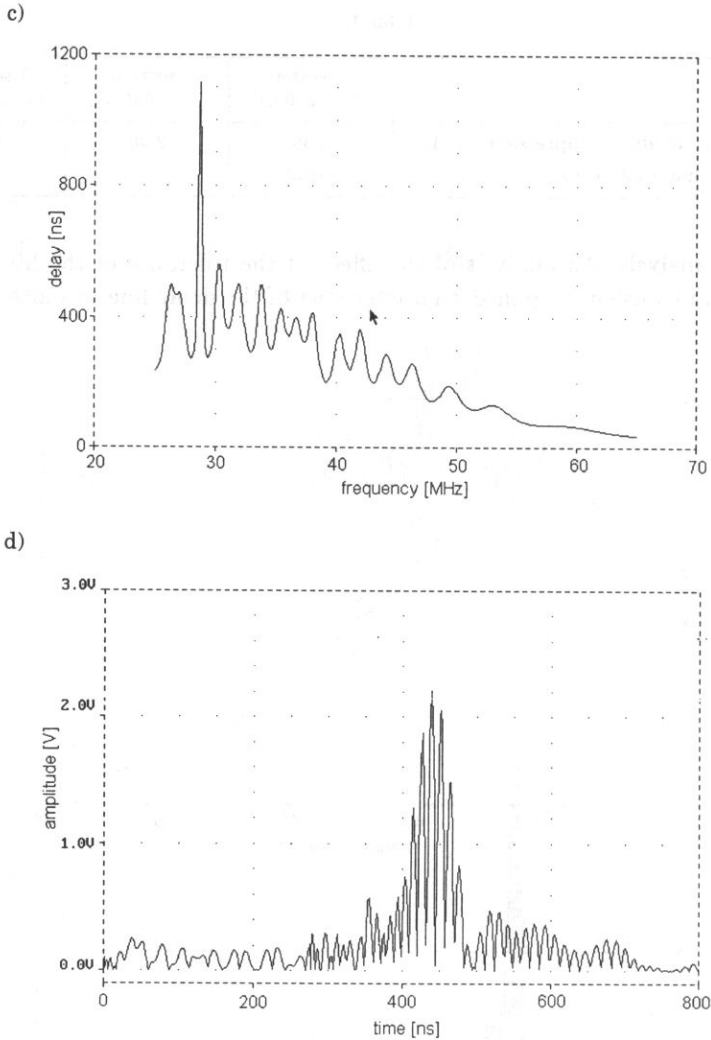 c)
1200
800
delay [ns]
400
0
20 30 40 50 60 70
frequency [MHz]
d)
3.0V
2.0V
amplitude [V]
1.0V
0.0V
0 200 400 600 800
time [ns]